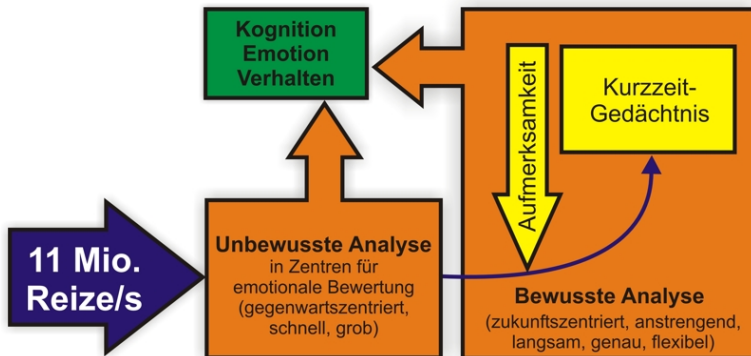 Kognition
Emotion
Verhalten
Aufmerksamkeit
Kurzzeit-
Gedächtnis
11 Mio.
Reize/s
Unbewusste Analyse
in Zentren für
emotionale Bewertung
(gegenwartszentriert,
schnell, grob)
Bewusste Analyse
(zukunftszentriert, anstrengend,
langsam, genau, flexibel)